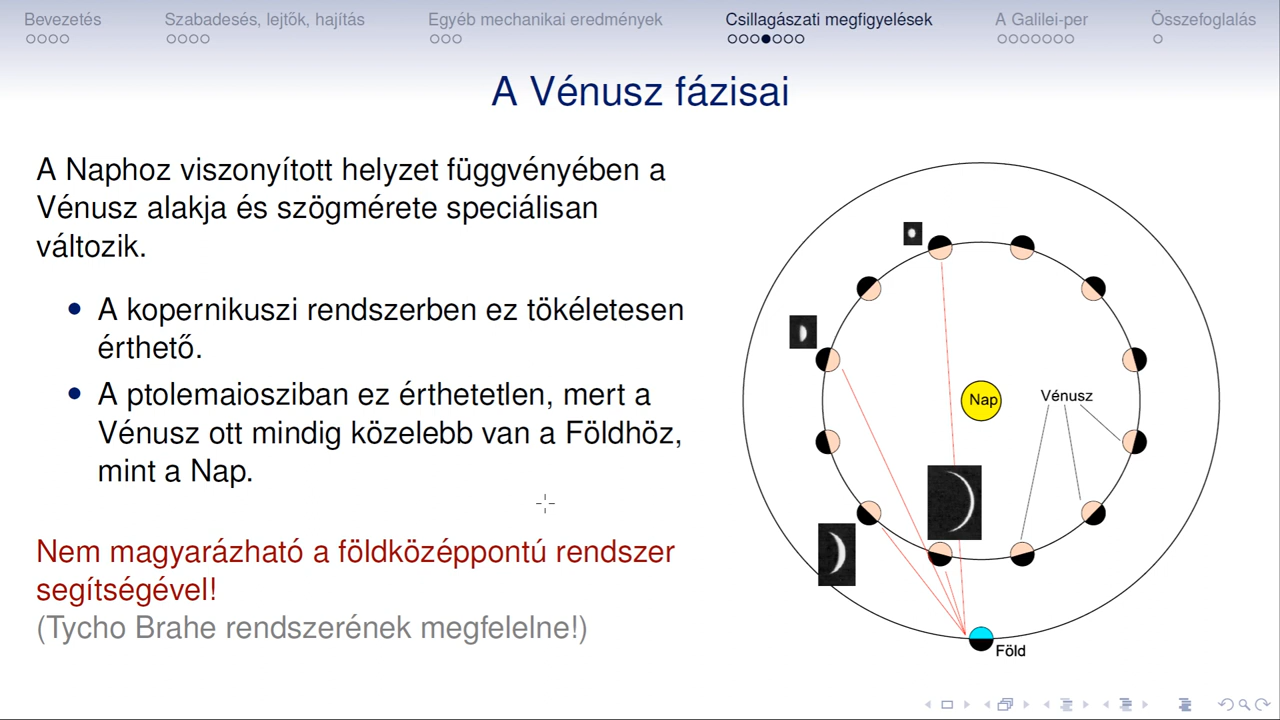 Bevezetés
Szabadesés, lejtők, hajítás
Egyéb mechanikai eredmények
Csillagászati megfigyelések
A Galilei-per
Összefoglalás
A Vénusz fázisai
A Naphoz viszonyított helyzet függvényében a
Vénusz alakja és szögmérete speciálisan
változik.
A kopernikuszi rendszerben ez tökéletesen
érthető.
A ptolemaiosziban ez érthetetlen, mert a
Vénusz ott mindig közelebb van a Földhöz,
mint a Nap.
Nem magyarázható a földközéppontú rendszer
segítségével!
(Tycho Brahe rendszerének megfelelne!)
Nap
Vénusz
Föld